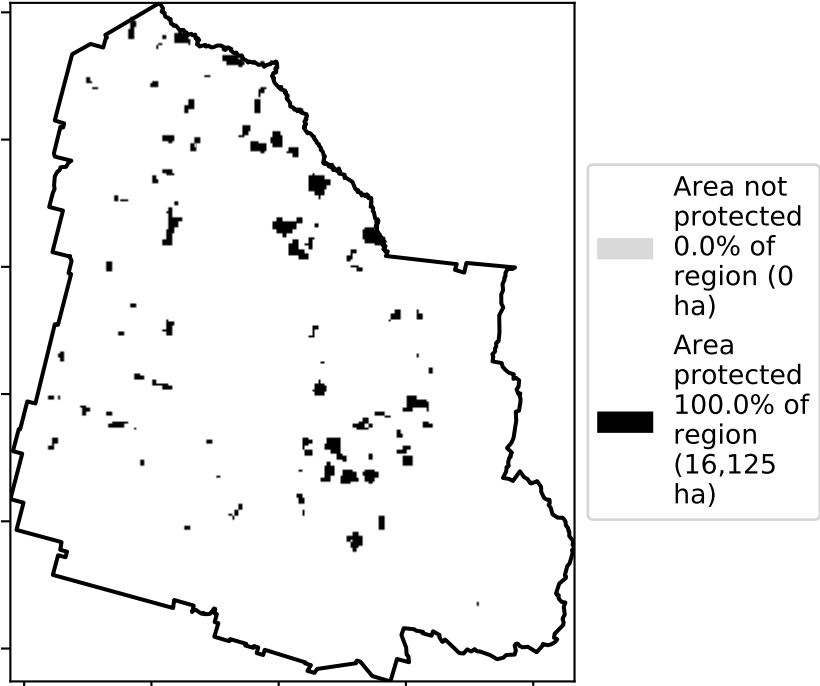 Area not
protected
0.0% of
region (0
ha)
Area
protected
100.0% of
region
(16,125
ha)